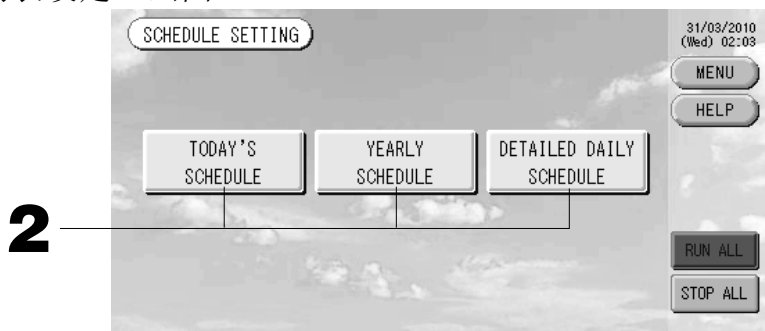 SCHEDULE SETTING
31/03/2010
(Wed) 02:03
MENU
HELP
TODAY'S
SCHEDULE
YEARLY
SCHEDULE
DETAILED DAILY
SCHEDULE
2
RUN ALL
STOP ALL